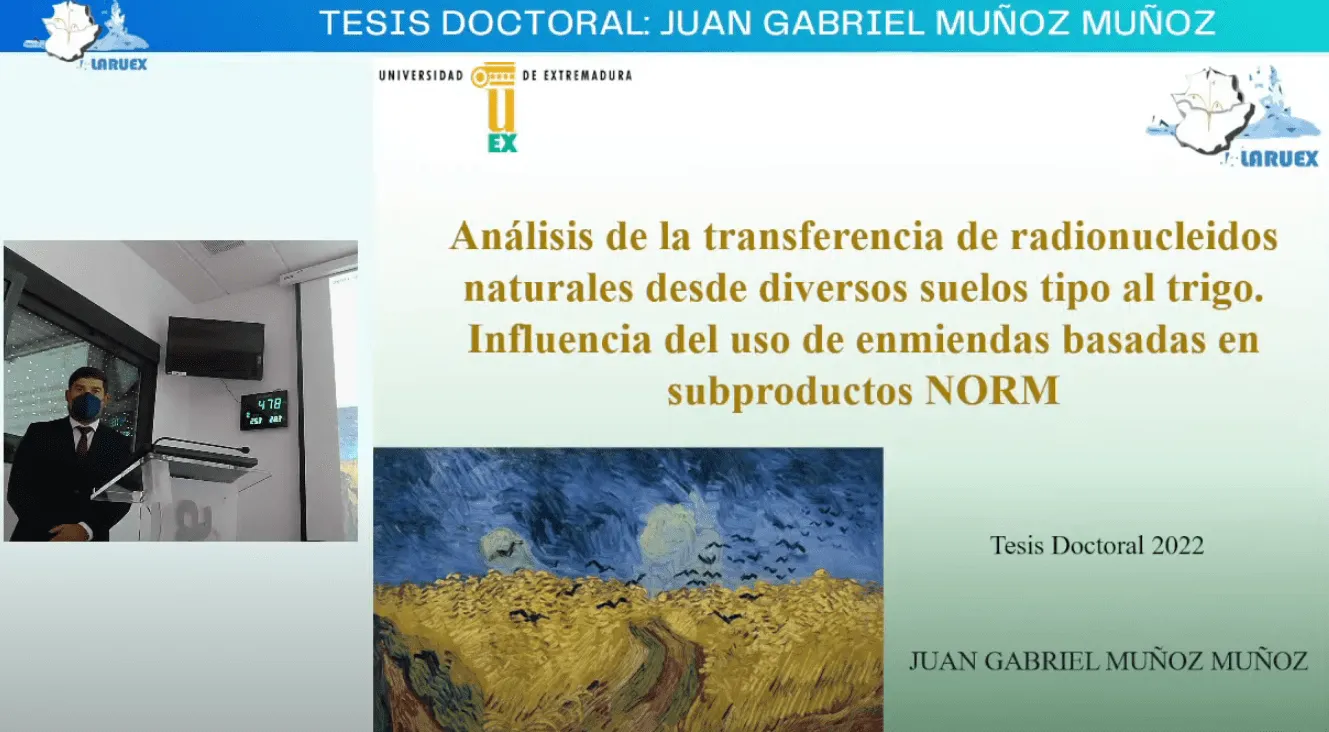 TESIS DOCTORAL: JUAN GABRIEL MUÑOZ MUÑOZ
LARUEX
UNIVERSIDAD DE EXTREMADURA
UEX
LARUEX
Análisis de la transferencia de radionucleidos
naturales desde diversos suelos tipo al trigo.
Influencia del uso de enmiendas basadas en
subproductos NORM
478
Tesis Doctoral 2022
JUAN GABRIEL MUÑOZ MUÑOZ